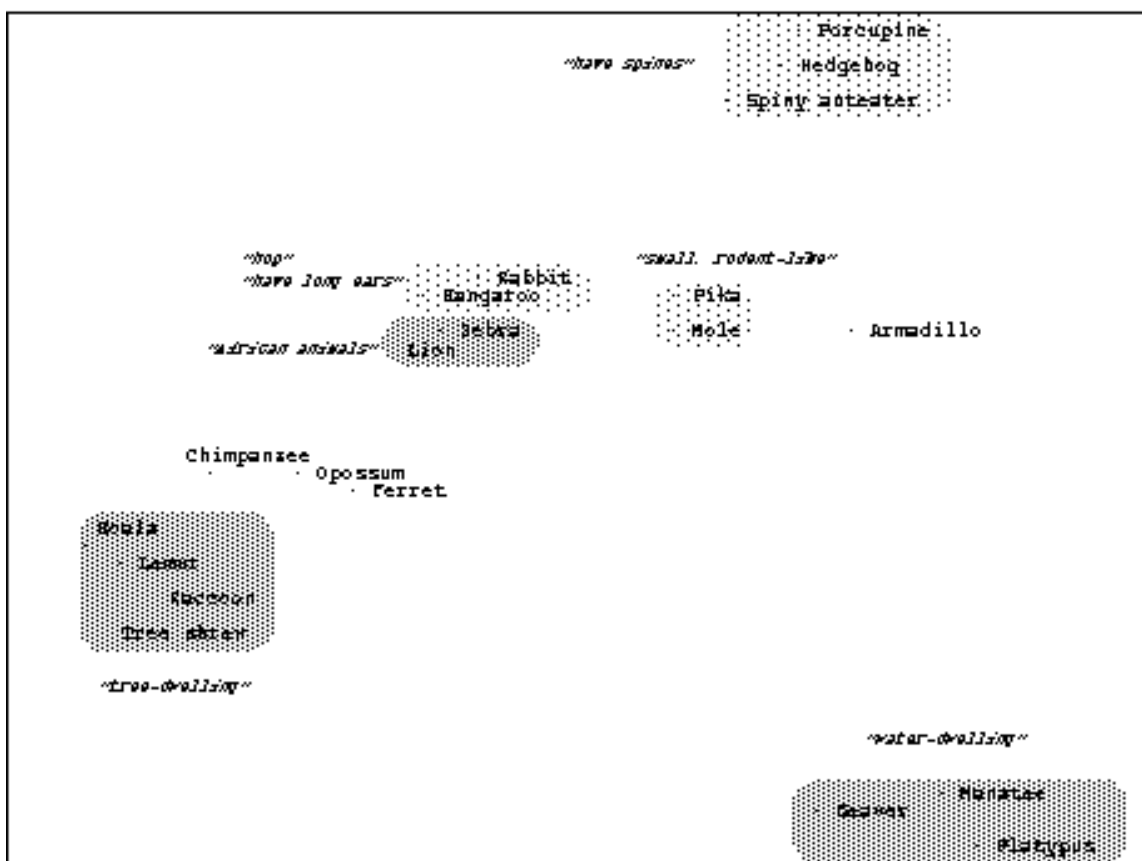 Porcupine
"have spines"
Hedgehog
Spiny anteater
"hop"
"have long ears"
Rabbit
Kangaroo
"small, rodent-like"
Pika
Mole
Armadillo
Zebra
Lion
"African animals"
Chimpanzee
Opossum
Ferret
Koala
Lemur
Raccoon
Tree shrew
"tree-dwelling"
"water-dwelling"
Manatee
Beaver
Platypus